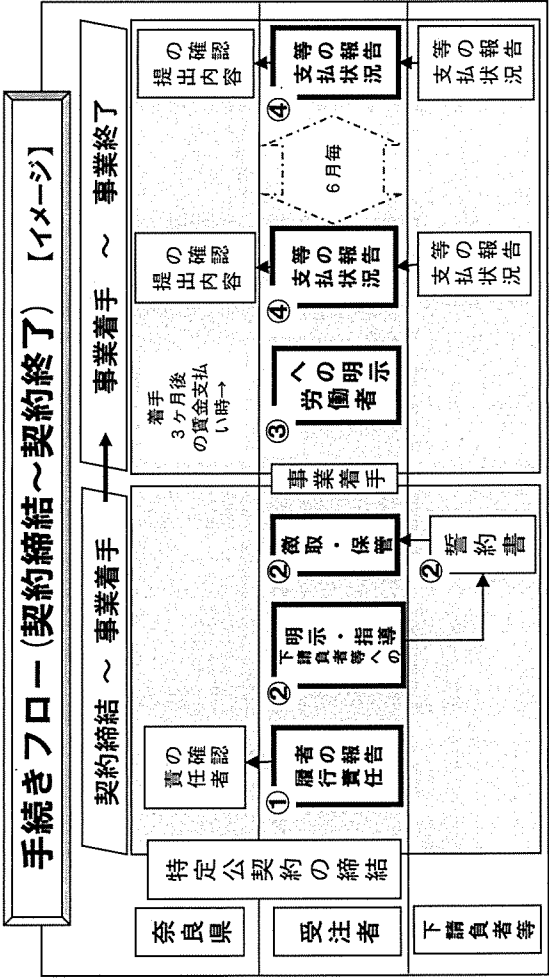 手続きフロー(契約締結～契約終了)【イメージ】
契約締結 ～ 事業着手
事業着手 ～ 事業終了
奈良県
受注者
下請負者等
特定公契約の締結
責任者
の確認
①
履行責任
者の報告
②
下請負者等への
明示・指導
②
徴取・保管
②
誓約書
事業着手
着手
3ヶ月後
の賃金支払
い時→
③
労働者
への明示
提出内容
の確認
④
支払状況
等の報告
支払状況
等の報告
6月毎
提出内容
の確認
④
支払状況
等の報告
支払状況
等の報告